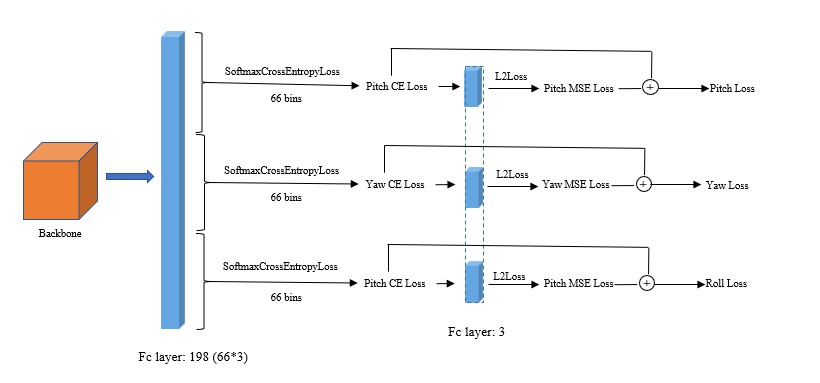 SoftmaxCrossEntropyLoss
66 bins
Pitch CE Loss
L2Loss
Pitch MSE Loss
+
Pitch Loss
SoftmaxCrossEntropyLoss
66 bins
Yaw CE Loss
L2Loss
Yaw MSE Loss
+
Yaw Loss
Backbone
SoftmaxCrossEntropyLoss
66 bins
Pitch CE Loss
L2Loss
Pitch MSE Loss
+
Roll Loss
Fc layer: 3
Fc layer: 198 (66*3)